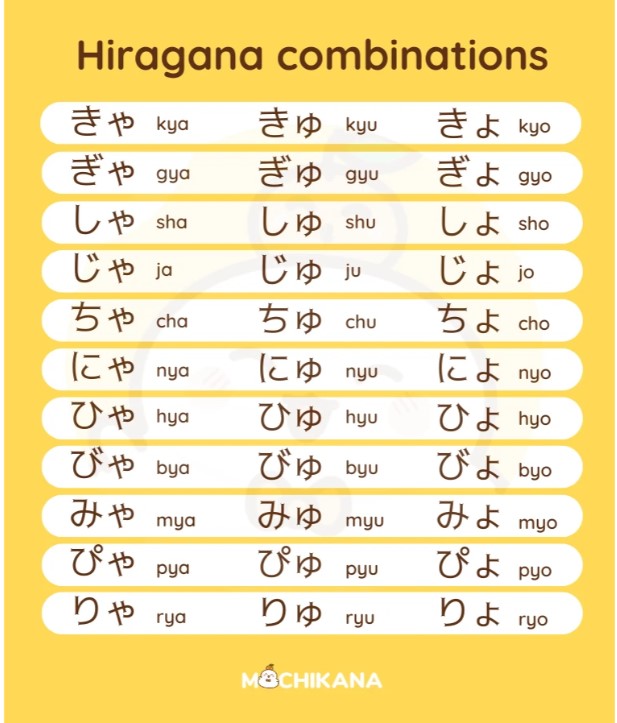 Hiragana combinations
きゃ kya きゅ kyu きょ kyo
ぎゃ gya ぎゅ gyu ぎょ gyo
しゃ sha しゅ shu しょ sho
じゃ ja じゅ ju じょ jo
ちゃ cha ちゅ chu ちょ cho
にゃ nya にゅ nyu にょ nyo
ひゃ hya ひゅ hyu ひょ hyo
びゃ bya びゅ byu びょ byo
みゃ mya みゅ myu みょ myo
ぴゃ pya ぴゅ pyu ぴょ pyo
りゃ rya りゅ ryu りょ ryo
MOCHIKANA